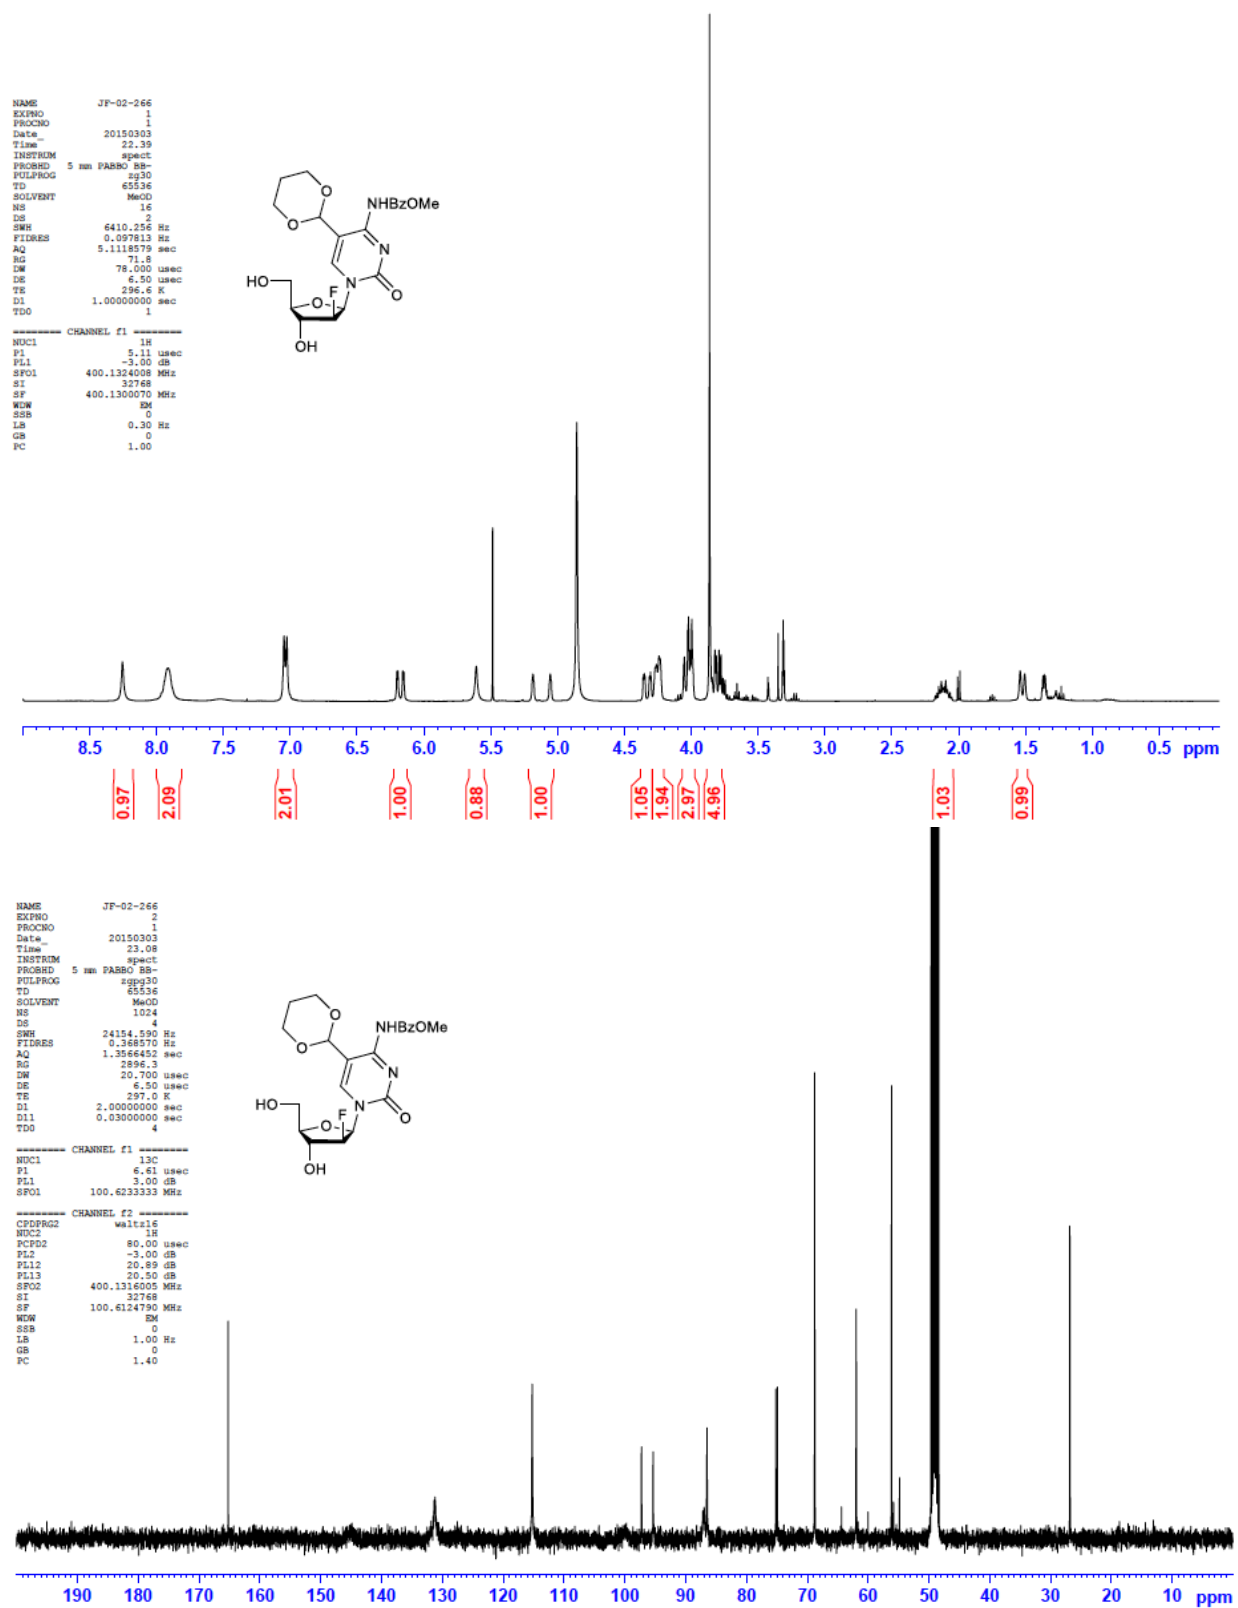 NAME JF-02-266
EXPNO 1
PROCNO 1
Date_ 20150303
Time 22.39
INSTRUM spect
PROBHD 5 mm PABBO BB-
PULPROG zg30
TD 65536
SOLVENT MeOD
NS 16
DS 2
SWH 6410.256 Hz
FIDRES 0.097813 Hz
AQ 5.1118579 sec
RG 71.8
DW 78.000 usec
DE 6.50 usec
TE 296.6 K
D1 1.00000000 sec
TD0 1
======== CHANNEL f1 ========
NUC1 1H
P1 5.11 usec
PL1 -3.00 dB
SFO1 400.1324008 MHz
SI 32768
SF 400.1300070 MHz
WDW EM
SSB 0
LB 0.30 Hz
GB 0
PC 1.00
O
NHBzOMe
O
N
HO
F
N
O
O
OH
8.5 8.0 7.5 7.0 6.5 6.0 5.5 5.0 4.5 4.0 3.5 3.0 2.5 2.0 1.5 1.0 0.5 ppm
0.97 2.09 2.01 1.00 0.88 1.00 1.05 1.94 2.97 4.96 1.03 0.99
NAME JF-02-266
EXPNO 2
PROCNO 1
Date_ 20150303
Time 23.08
INSTRUM spect
PROBHD 5 mm PABBO BB-
PULPROG zgpg30
TD 65536
SOLVENT MeOD
NS 1024
DS 4
SWH 24154.590 Hz
FIDRES 0.368570 Hz
AQ 1.3566452 sec
RG 2896.3
DW 20.700 usec
DE 6.50 usec
TE 297.0 K
D1 2.00000000 sec
D11 0.03000000 sec
TD0 4
======== CHANNEL f1 ========
NUC1 13C
P1 6.61 usec
PL1 3.00 dB
SFO1 100.6233333 MHz
======== CHANNEL f2 ========
CPDPRG2 waltz16
NUC2 1H
PCPD2 80.00 usec
PL2 -3.00 dB
PL12 20.89 dB
PL13 20.50 dB
SFO2 400.1316005 MHz
SI 32768
SF 100.6124790 MHz
WDW EM
SSB 0
LB 1.00 Hz
GB 0
PC 1.40
O
NHBzOMe
O
N
HO
F
N
O
O
OH
190 180 170 160 150 140 130 120 110 100 90 80 70 60 50 40 30 20 10 ppm